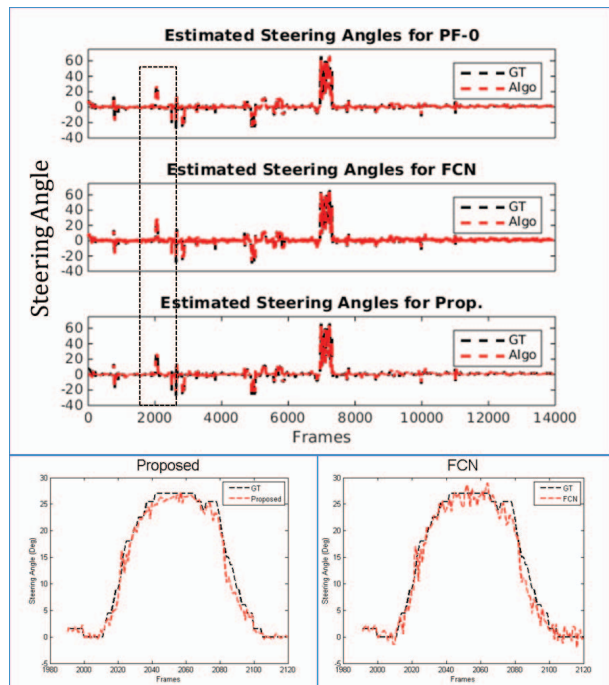 Estimated Steering Angles for PF-0
60
40
20
0
-20
-40
GT
Algo
Steering Angle
Estimated Steering Angles for FCN
60
40
20
0
-20
-40
GT
Algo
Estimated Steering Angles for Prop.
60
40
20
0
-20
-40
GT
Algo
0 2000 4000 6000 8000 10000 12000 14000
Frames
Proposed
30
25
20
15
10
5
0
-5
Steering Angle (Deg)
GT
Proposed
1980 2000 2020 2040 2060 2080 2100 2120
Frames
FCN
30
25
20
15
10
5
0
-5
Steering Angle (Deg)
GT
FCN
1980 2000 2020 2040 2060 2080 2100 2120
Frames